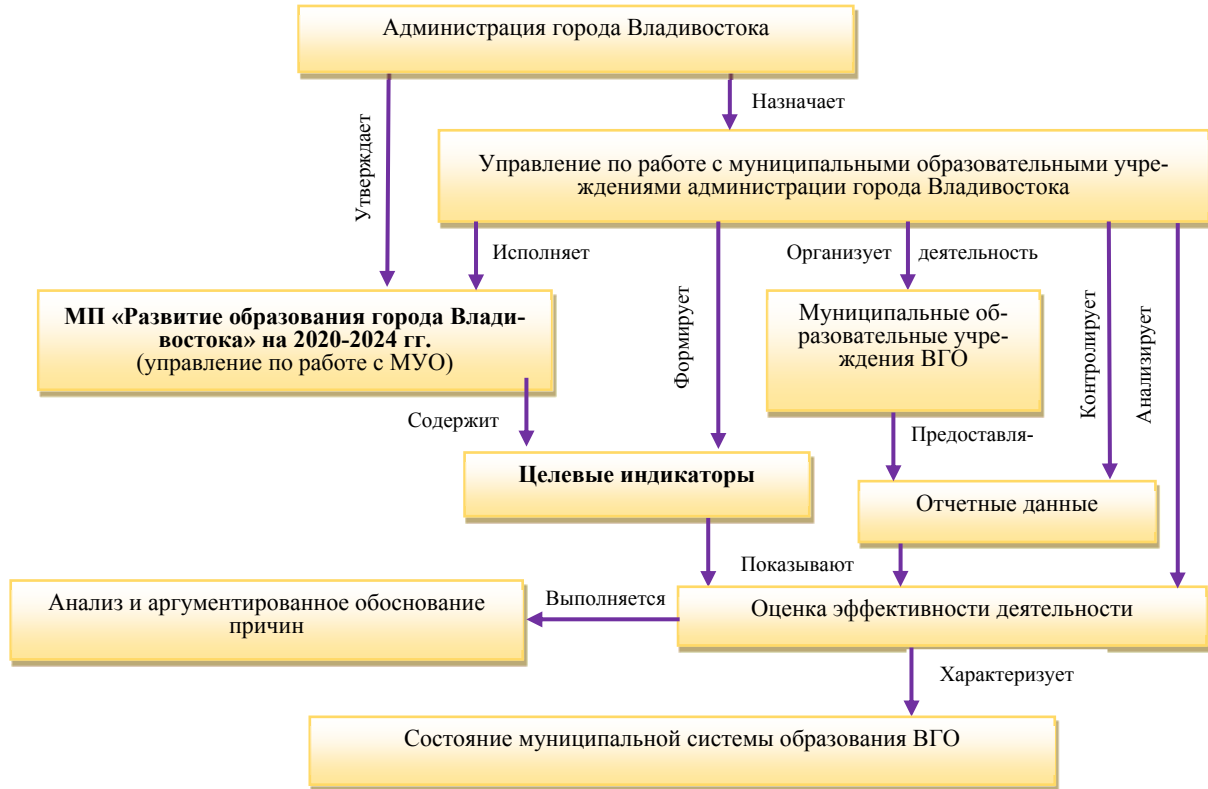 Администрация города Владивостока
Утверждает
Назначает
Управление по работе с муниципальными образовательными учре-
ждениями администрации города Владивостока
Исполняет
Формирует
Организует деятельность
Контролирует
Анализирует
МП «Развитие образования города Влади-
востока» на 2020-2024 гг.
(управление по работе с МУО)
Муниципальные об-
разовательные учре-
ждения ВГО
Содержит
Предоставля-
Целевые индикаторы
Отчетные данные
Показывают
Анализ и аргументированное обоснование
причин
Выполняется
Оценка эффективности деятельности
Характеризует
Состояние муниципальной системы образования ВГО